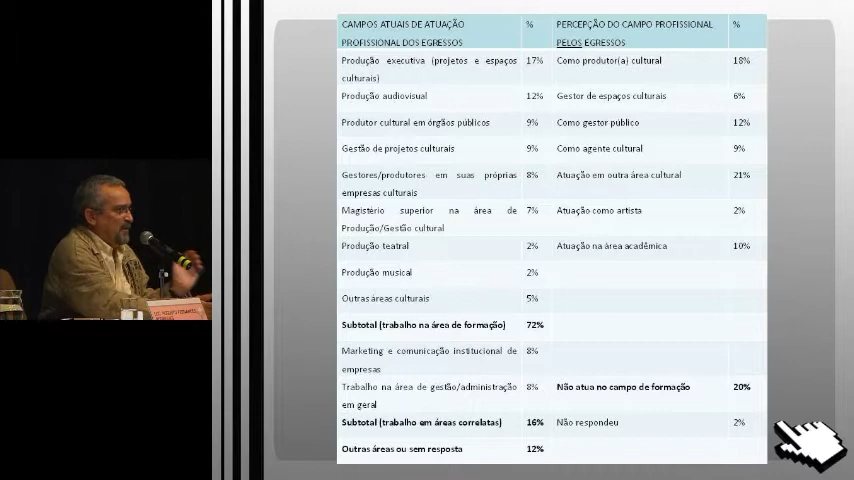 CAMPOS ATUAIS DE ATUAÇÃO % PERCEPÇÃO DO CAMPO PROFISSIONAL %
PROFISSIONAL DOS EGRESSOS PELOS EGRESSOS
Produção executiva (projetos e espaços 17% Como produtor(a) cultural 18%
culturais)
Produção audiovisual 12% Gestor de espaços culturais 6%
Produtor cultural em órgãos públicos 9% Como gestor público 12%
Gestão de projetos culturais 9% Como agente cultural 9%
Gestores/produtores em suas próprias 8% Atuação em outra área cultural 21%
empresas culturais
Magistério superior na área de 7% Atuação como artista 2%
Produção/Gestão cultural
Produção teatral 2% Atuação na área acadêmica 10%
Produção musical 2%
Outras áreas culturais 5%
Subtotal (trabalho na área de formação) 72%
Marketing e comunicação institucional de 8%
empresas
Trabalho na área de gestão/administração 8% Não atua no campo de formação 20%
em geral
Subtotal (trabalho em áreas correlatas) 16% Não respondeu 2%
Outras áreas ou sem resposta 12%